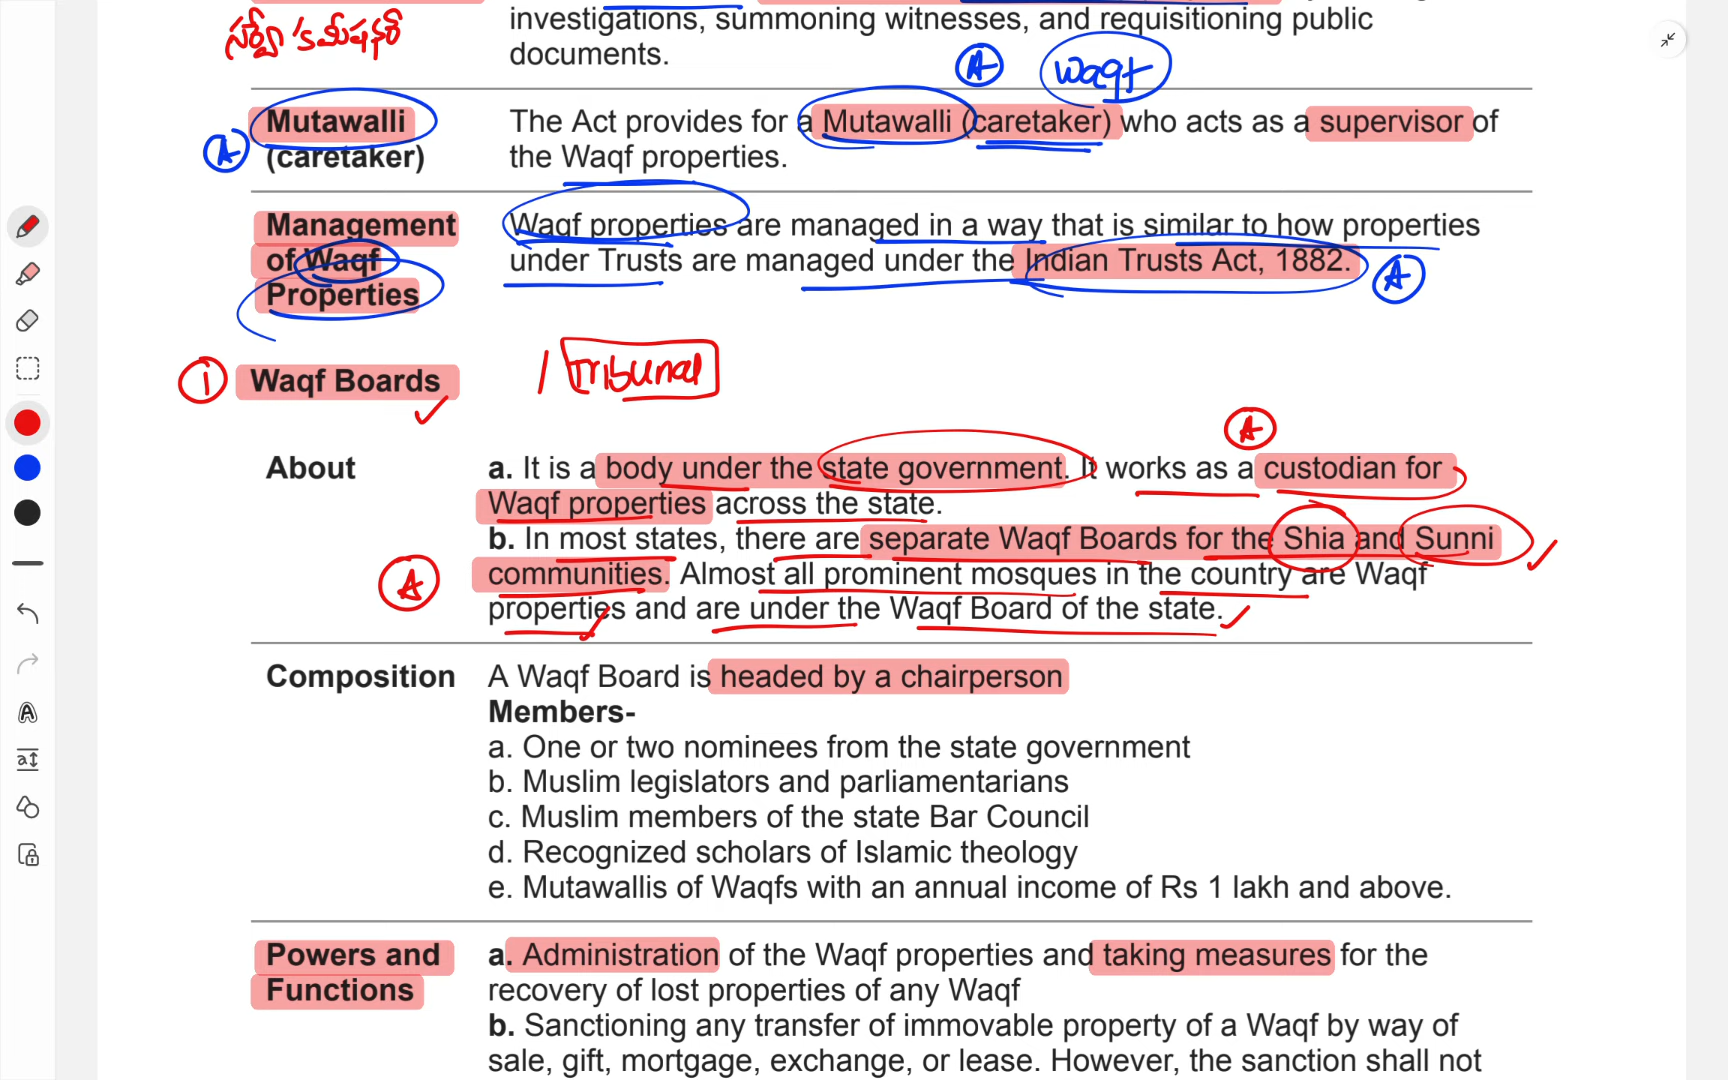 investigations, summoning witnesses, and requisitioning public
documents.
A
Waqf
Mutawalli
(caretaker)
A
The Act provides for a Mutawalli (caretaker) who acts as a supervisor of
the Waqf properties.
Management
of Waqf
Properties
Waqf properties are managed in a way that is similar to how properties
under Trusts are managed under the Indian Trusts Act, 1882.
A
1 Waqf Boards
/ Tribunal
A
About
a. It is a body under the state government. It works as a custodian for
Waqf properties across the state.
b. In most states, there are separate Waqf Boards for the Shia and Sunni
communities. Almost all prominent mosques in the country are Waqf
properties and are under the Waqf Board of the state.
A
Composition
A Waqf Board is headed by a chairperson
Members-
a. One or two nominees from the state government
b. Muslim legislators and parliamentarians
c. Muslim members of the state Bar Council
d. Recognized scholars of Islamic theology
e. Mutawallis of Waqfs with an annual income of Rs 1 lakh and above.
Powers and
Functions
a. Administration of the Waqf properties and taking measures for the
recovery of lost properties of any Waqf
b. Sanctioning any transfer of immovable property of a Waqf by way of
sale, gift, mortgage, exchange, or lease. However, the sanction shall not